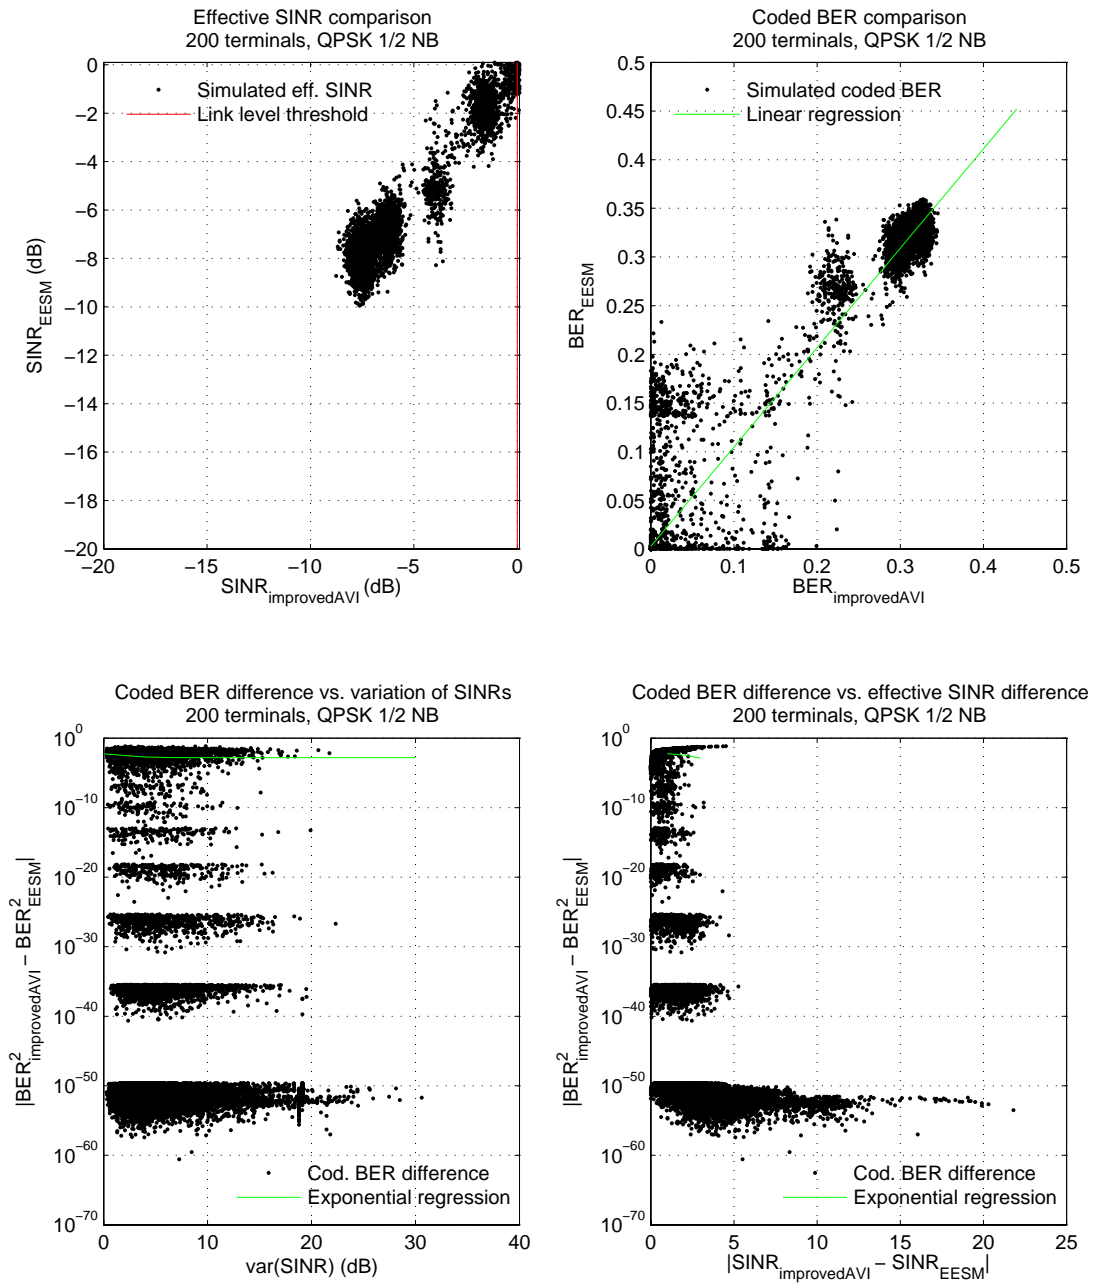 Effective SINR comparison
200 terminals, QPSK 1/2 NB
0
−2
−4
−6
−8
−10
−12
−14
−16
−18
−20
−20
−15
−10
−5
0
SINR_EESM (dB)
SINR_improvedAVI (dB)
Simulated eff. SINR
Link level threshold
Coded BER comparison
200 terminals, QPSK 1/2 NB
0.5
0.45
0.4
0.35
0.3
0.25
0.2
0.15
0.1
0.05
0
0
0.1
0.2
0.3
0.4
0.5
BER_EESM
BER_improvedAVI
Simulated coded BER
Linear regression
Coded BER difference vs. variation of SINRs
200 terminals, QPSK 1/2 NB
10^0
10^−10
10^−20
10^−30
10^−40
10^−50
10^−60
10^−70
0
10
20
30
40
|BER^2_improvedAVI − BER^2_EESM|
var(SINR) (dB)
Cod. BER difference
Exponential regression
Coded BER difference vs. effective SINR difference
200 terminals, QPSK 1/2 NB
10^0
10^−10
10^−20
10^−30
10^−40
10^−50
10^−60
10^−70
0
5
10
15
20
25
|BER^2_improvedAVI − BER^2_EESM|
|SINR_improvedAVI − SINR_EESM|
Cod. BER difference
Exponential regression